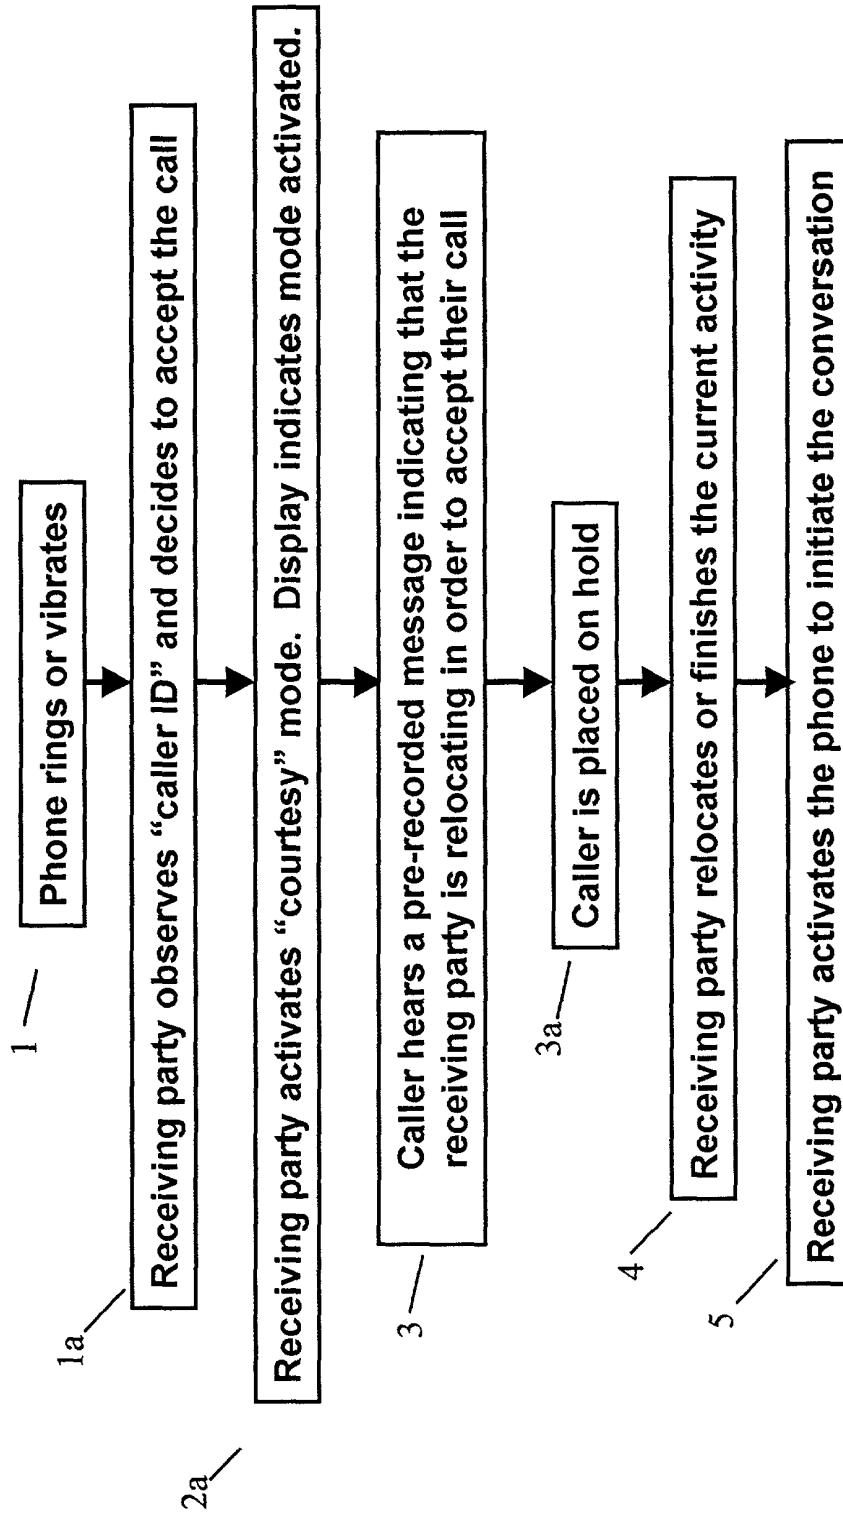 1
Phone rings or vibrates
1a
Receiving party observes “caller ID” and decides to accept the call
2a
Receiving party activates “courtesy” mode. Display indicates mode activated.
3
Caller hears a pre-recorded message indicating that the
receiving party is relocating in order to accept their call
3a
Caller is placed on hold
4
Receiving party relocates or finishes the current activity
5
Receiving party activates the phone to initiate the conversation